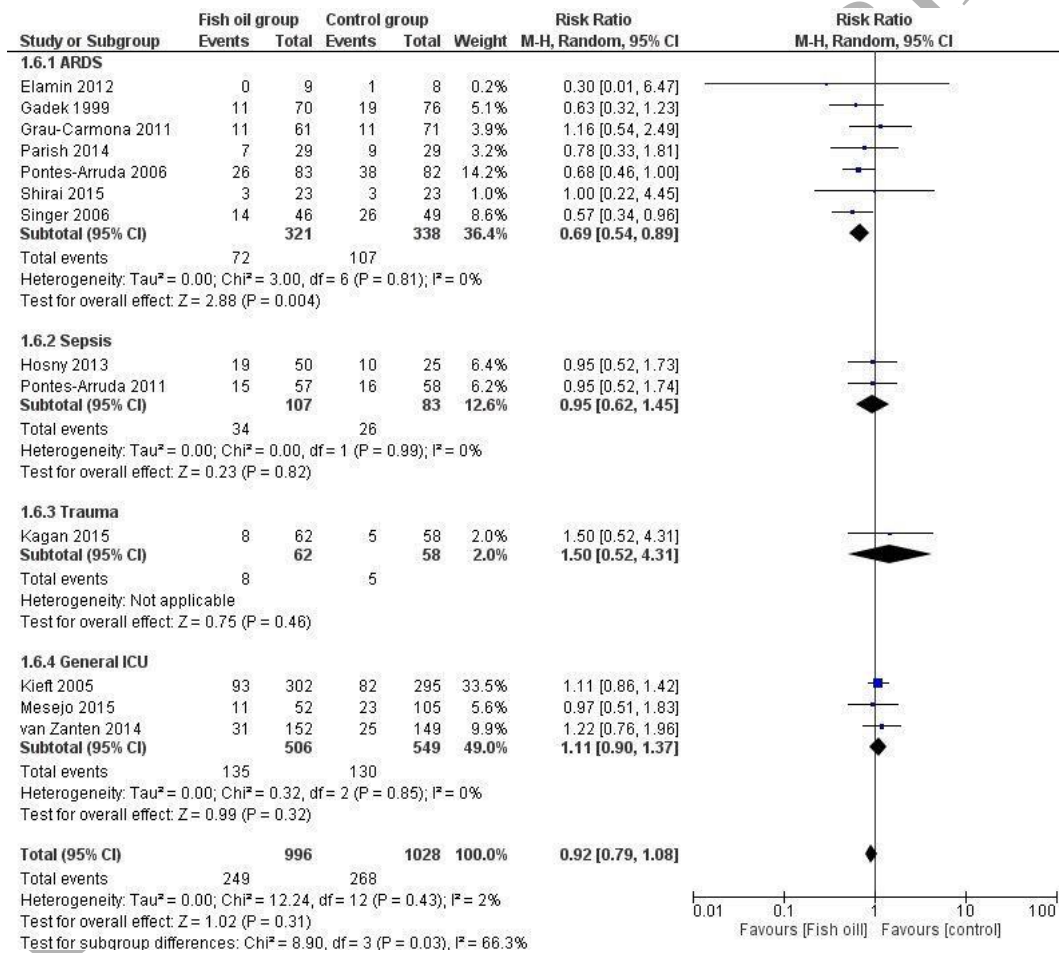 Fish oil group Control group Risk Ratio Risk Ratio
Study or Subgroup Events Total Events Total Weight M-H, Random, 95% CI M-H, Random, 95% CI
1.6.1 ARDS
Elamin 2012 0 9 1 8 0.2% 0.30 [0.01, 6.47]
Gadek 1999 11 70 19 76 5.1% 0.63 [0.32, 1.23]
Grau-Carmona 2011 11 61 11 71 3.9% 1.16 [0.54, 2.49]
Parish 2014 7 29 9 29 3.2% 0.78 [0.33, 1.81]
Pontes-Arruda 2006 26 83 38 82 14.2% 0.68 [0.46, 1.00]
Shirai 2015 3 23 3 23 1.0% 1.00 [0.22, 4.45]
Singer 2006 14 46 26 49 8.6% 0.57 [0.34, 0.96]
Subtotal (95% CI) 321 338 36.4% 0.69 [0.54, 0.89]
Total events 72 107
Heterogeneity: Tau² = 0.00; Chi² = 3.00, df = 6 (P = 0.81); I² = 0%
Test for overall effect: Z = 2.88 (P = 0.004)
1.6.2 Sepsis
Hosny 2013 19 50 10 25 6.4% 0.95 [0.52, 1.73]
Pontes-Arruda 2011 15 57 16 58 6.2% 0.95 [0.52, 1.74]
Subtotal (95% CI) 107 83 12.6% 0.95 [0.62, 1.45]
Total events 34 26
Heterogeneity: Tau² = 0.00; Chi² = 0.00, df = 1 (P = 0.99); I² = 0%
Test for overall effect: Z = 0.23 (P = 0.82)
1.6.3 Trauma
Kagan 2015 8 62 5 58 2.0% 1.50 [0.52, 4.31]
Subtotal (95% CI) 62 58 2.0% 1.50 [0.52, 4.31]
Total events 8 5
Heterogeneity: Not applicable
Test for overall effect: Z = 0.75 (P = 0.46)
1.6.4 General ICU
Kieft 2005 93 302 82 295 33.5% 1.11 [0.86, 1.42]
Mesejo 2015 11 52 23 105 5.6% 0.97 [0.51, 1.83]
van Zanten 2014 31 152 25 149 9.9% 1.22 [0.76, 1.96]
Subtotal (95% CI) 506 549 49.0% 1.11 [0.90, 1.37]
Total events 135 130
Heterogeneity: Tau² = 0.00; Chi² = 0.32, df = 2 (P = 0.85); I² = 0%
Test for overall effect: Z = 0.99 (P = 0.32)
Total (95% CI) 996 1028 100.0% 0.92 [0.79, 1.08]
Total events 249 268
Heterogeneity: Tau² = 0.00; Chi² = 12.24, df = 12 (P = 0.43); I² = 2%
Test for overall effect: Z = 1.02 (P = 0.31)
Test for subgroup differences: Chi² = 8.90, df = 3 (P = 0.03), I² = 66.3%
0.01 0.1 1 10 100
Favours [Fish oill] Favours [control]